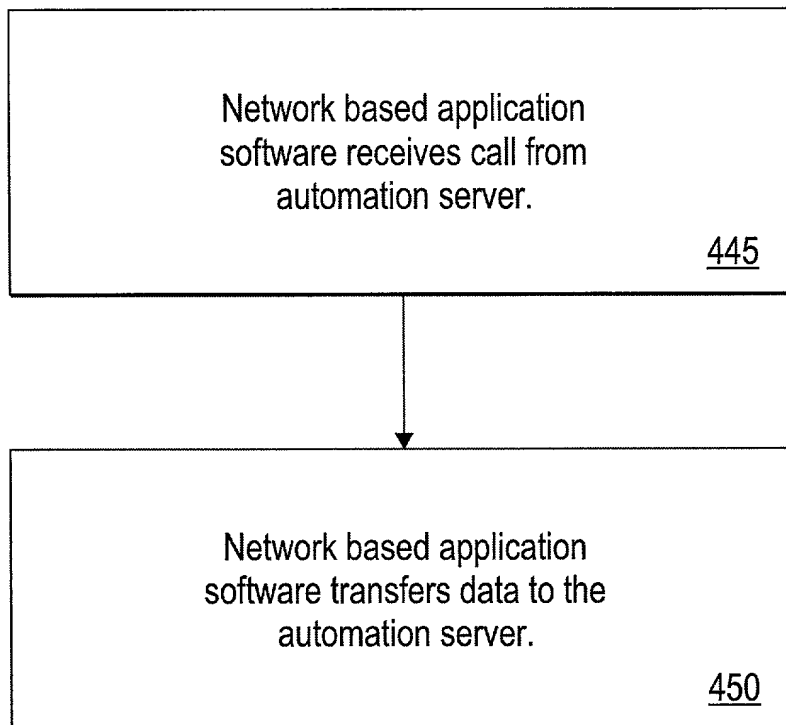 Network based application
software receives call from
automation server.
445
Network based application
software transfers data to the
automation server.
450